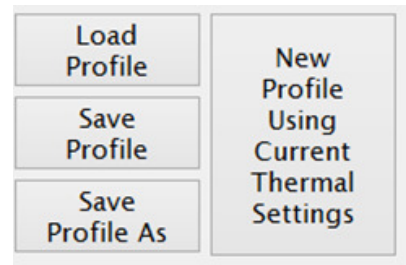 Load
Profile
Save
Profile
Save
Profile As
New
Profile
Using
Current
Thermal
Settings